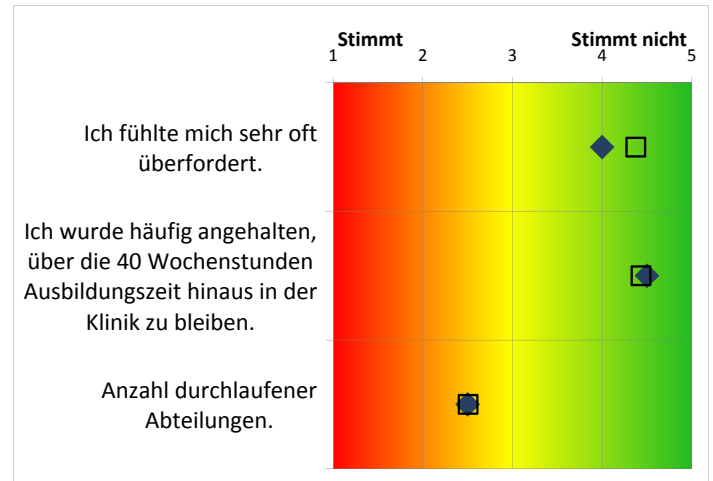 Stimmt Stimmt nicht
1 2 3 4 5
Ich fühlte mich sehr oft
überfordert.
Ich wurde häufig angehalten,
über die 40 Wochenstunden
Ausbildungszeit hinaus in der
Klinik zu bleiben.
Anzahl durchlaufener
Abteilungen.